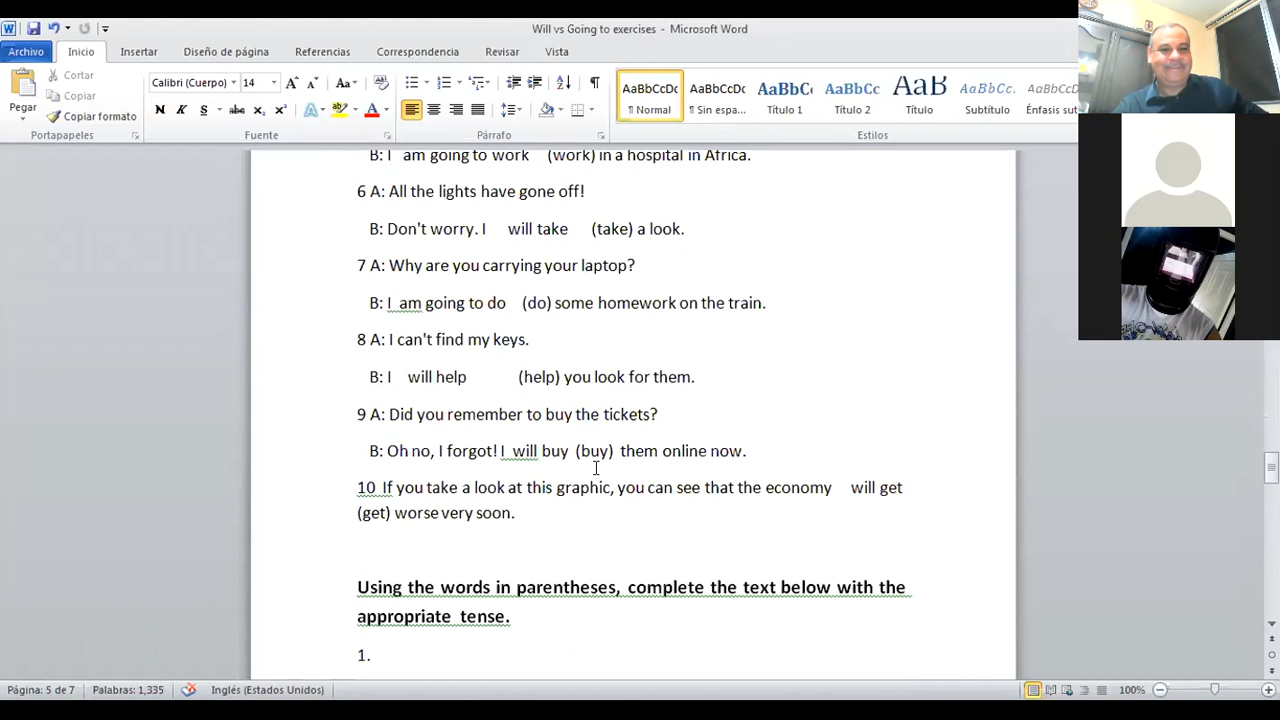 Will vs Going to exercises - Microsoft Word
Archivo Inicio Insertar Diseño de página Referencias Correspondencia Revisar Vista
Pegar
Cortar
Copiar
Copiar formato
Portapapeles
Calibri (Cuerpo) 14
N K S abc x₂ x²
Fuente
Párrafo
AaBbCcDc AaBbCcDc AaBbCc AaBbCc AaB AaBbCc. AaBbCcDc
¶ Normal ¶ Sin espa... Título 1 Título 2 Título Subtítulo Énfasis sut
Estilos
B: I am going to work (work) in a hospital in Africa.
6 A: All the lights have gone off!
B: Don't worry. I will take (take) a look.
7 A: Why are you carrying your laptop?
B: I am going to do (do) some homework on the train.
8 A: I can't find my keys.
B: I will help (help) you look for them.
9 A: Did you remember to buy the tickets?
B: Oh no, I forgot! I will buy (buy) them online now.
10 If you take a look at this graphic, you can see that the economy will get
(get) worse very soon.
Using the words in parentheses, complete the text below with the
appropriate tense.
1.
Página: 5 de 7 Palabras: 1,335 Inglés (Estados Unidos) 100%